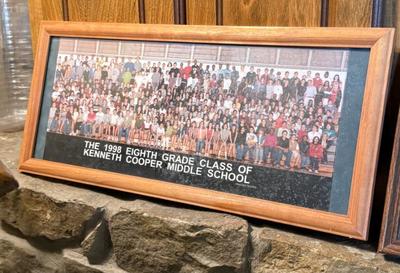 THE 1998 EIGHTH GRADE CLASS OF
KENNETH COOPER MIDDLE SCHOOL